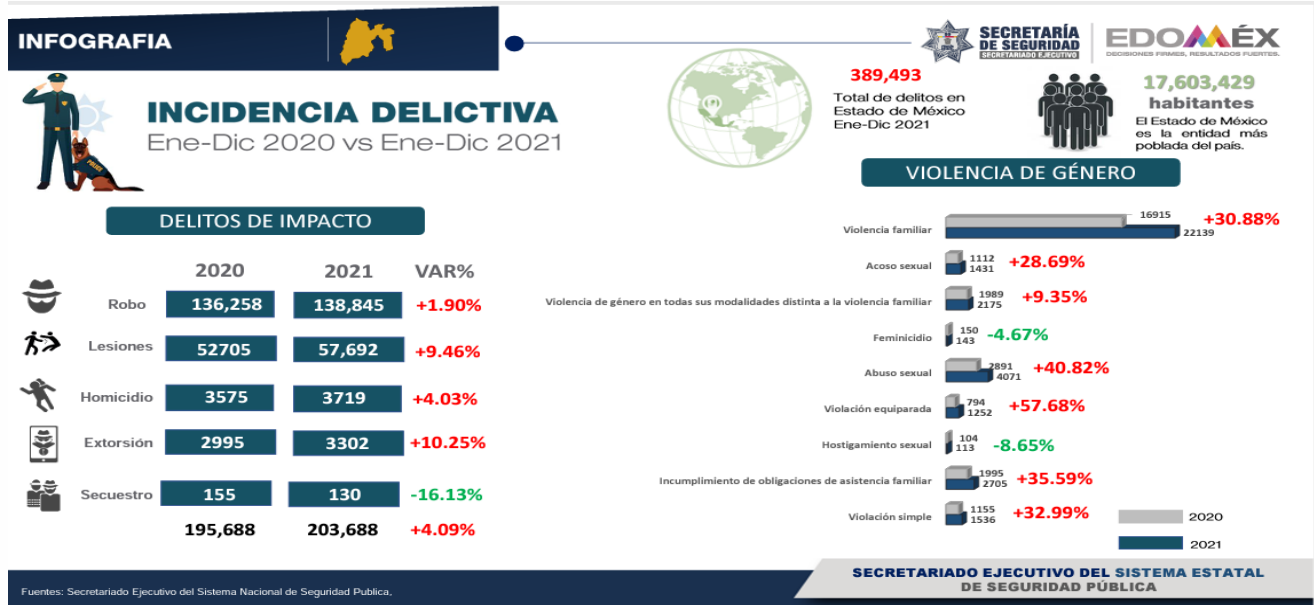 INFOGRAFIA
SECRETARÍA
DE SEGURIDAD
SECRETARIADO EJECUTIVO
EDOMÉX
DECISIONES FIRMES, RESULTADOS FUERTES.
INCIDENCIA DELICTIVA
Ene-Dic 2020 vs Ene-Dic 2021
POLICE
389,493
Total de delitos en
Estado de México
Ene-Dic 2021
17,603,429
habitantes
El Estado de México
es la entidad más
poblada del país.
DELITOS DE IMPACTO
2020 2021 VAR%
Robo 136,258 138,845 +1.90%
Lesiones 52705 57,692 +9.46%
Homicidio 3575 3719 +4.03%
Extorsión 2995 3302 +10.25%
Secuestro 155 130 -16.13%
195,688 203,688 +4.09%
VIOLENCIA DE GÉNERO
Violencia familiar 16915 22139 +30.88%
Acoso sexual 1112 1431 +28.69%
Violencia de género en todas sus modalidades distinta a la violencia familiar 1989 2175 +9.35%
Feminicidio 150 143 -4.67%
Abuso sexual 2891 4071 +40.82%
Violación equiparada 794 1252 +57.68%
Hostigamiento sexual 104 113 -8.65%
Incumplimiento de obligaciones de asistencia familiar 1995 2705 +35.59%
Violación simple 1155 1536 +32.99%
2020
2021
Fuentes: Secretariado Ejecutivo del Sistema Nacional de Seguridad Publica,
SECRETARIADO EJECUTIVO DEL SISTEMA ESTATAL
DE SEGURIDAD PÚBLICA